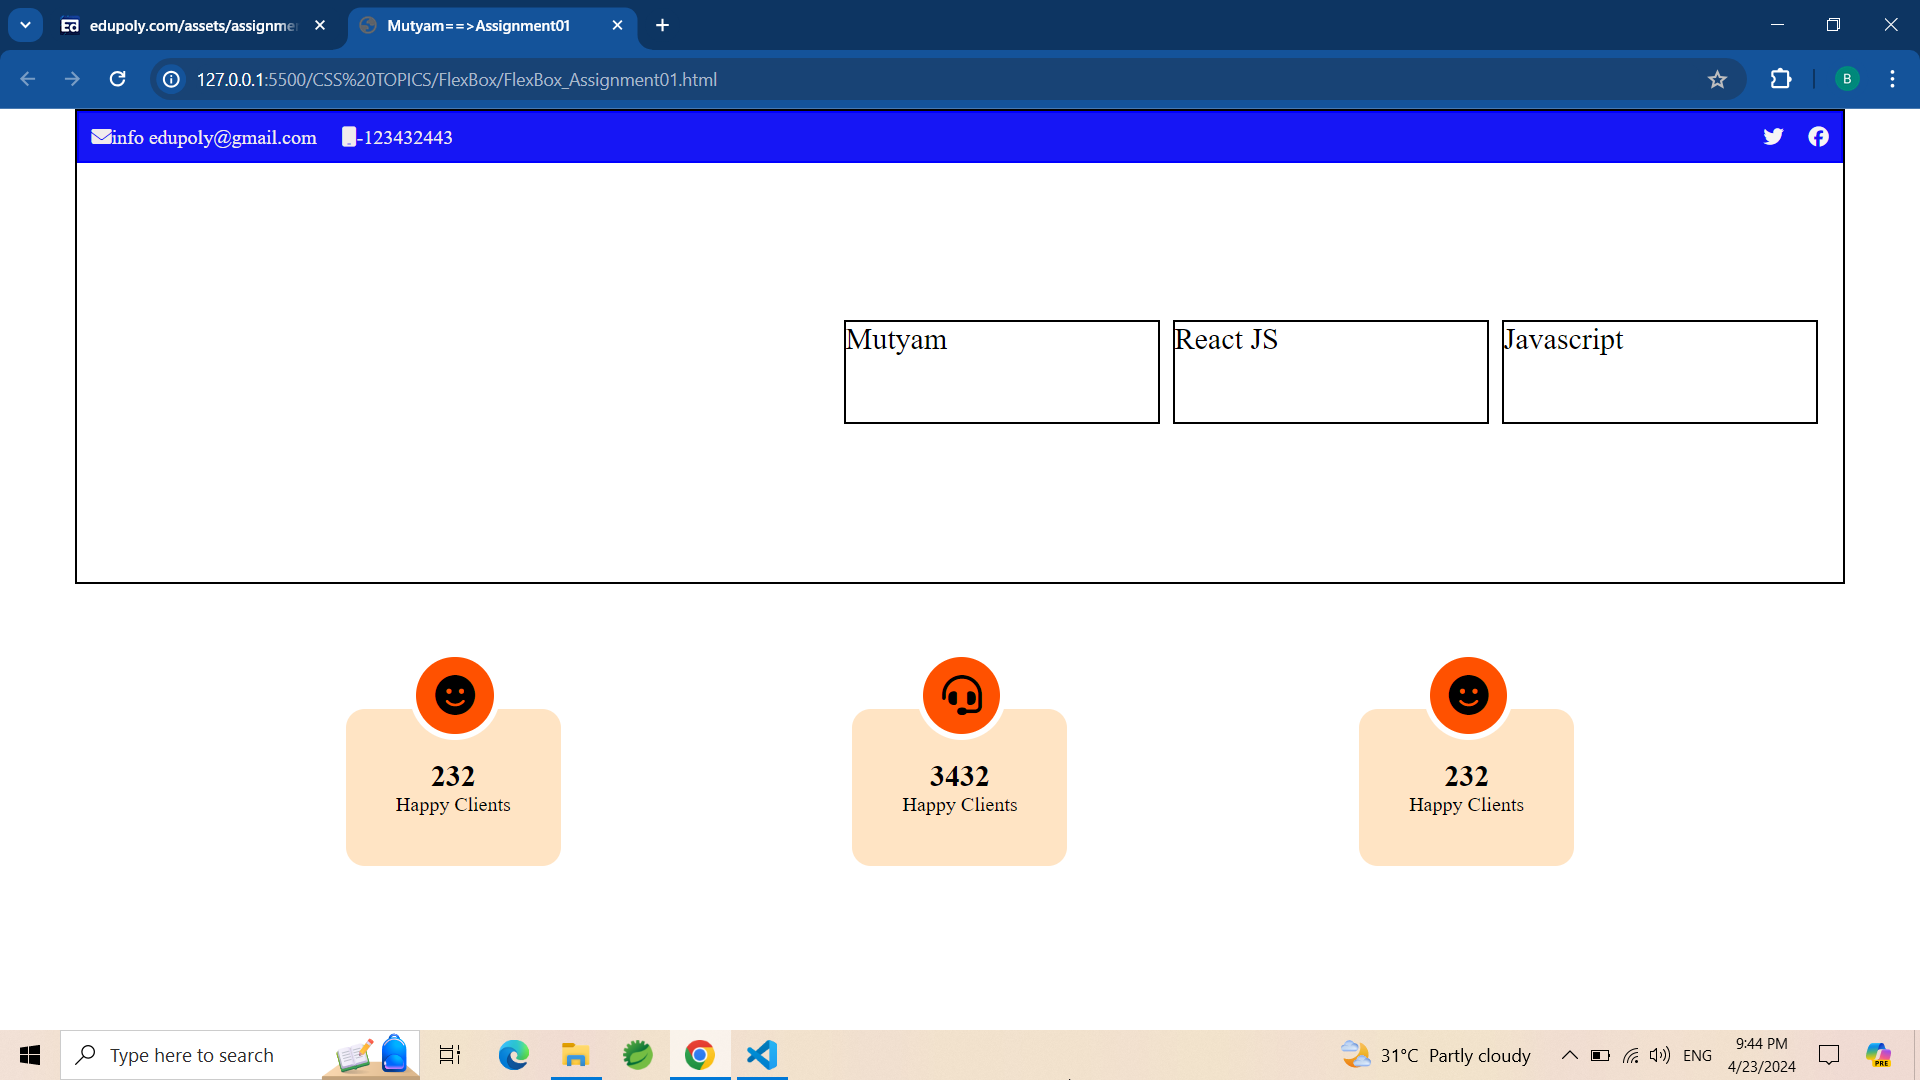 Ed edupoly.com/assets/assignme
Mutyam==>Assignment01
127.0.0.1:5500/CSS%20TOPICS/FlexBox/FlexBox_Assignment01.html
B
info edupoly@gmail.com -123432443
Mutyam
React JS
Javascript
232
Happy Clients
3432
Happy Clients
232
Happy Clients
Type here to search
31°C Partly cloudy
ENG
9:44 PM
4/23/2024
PRE